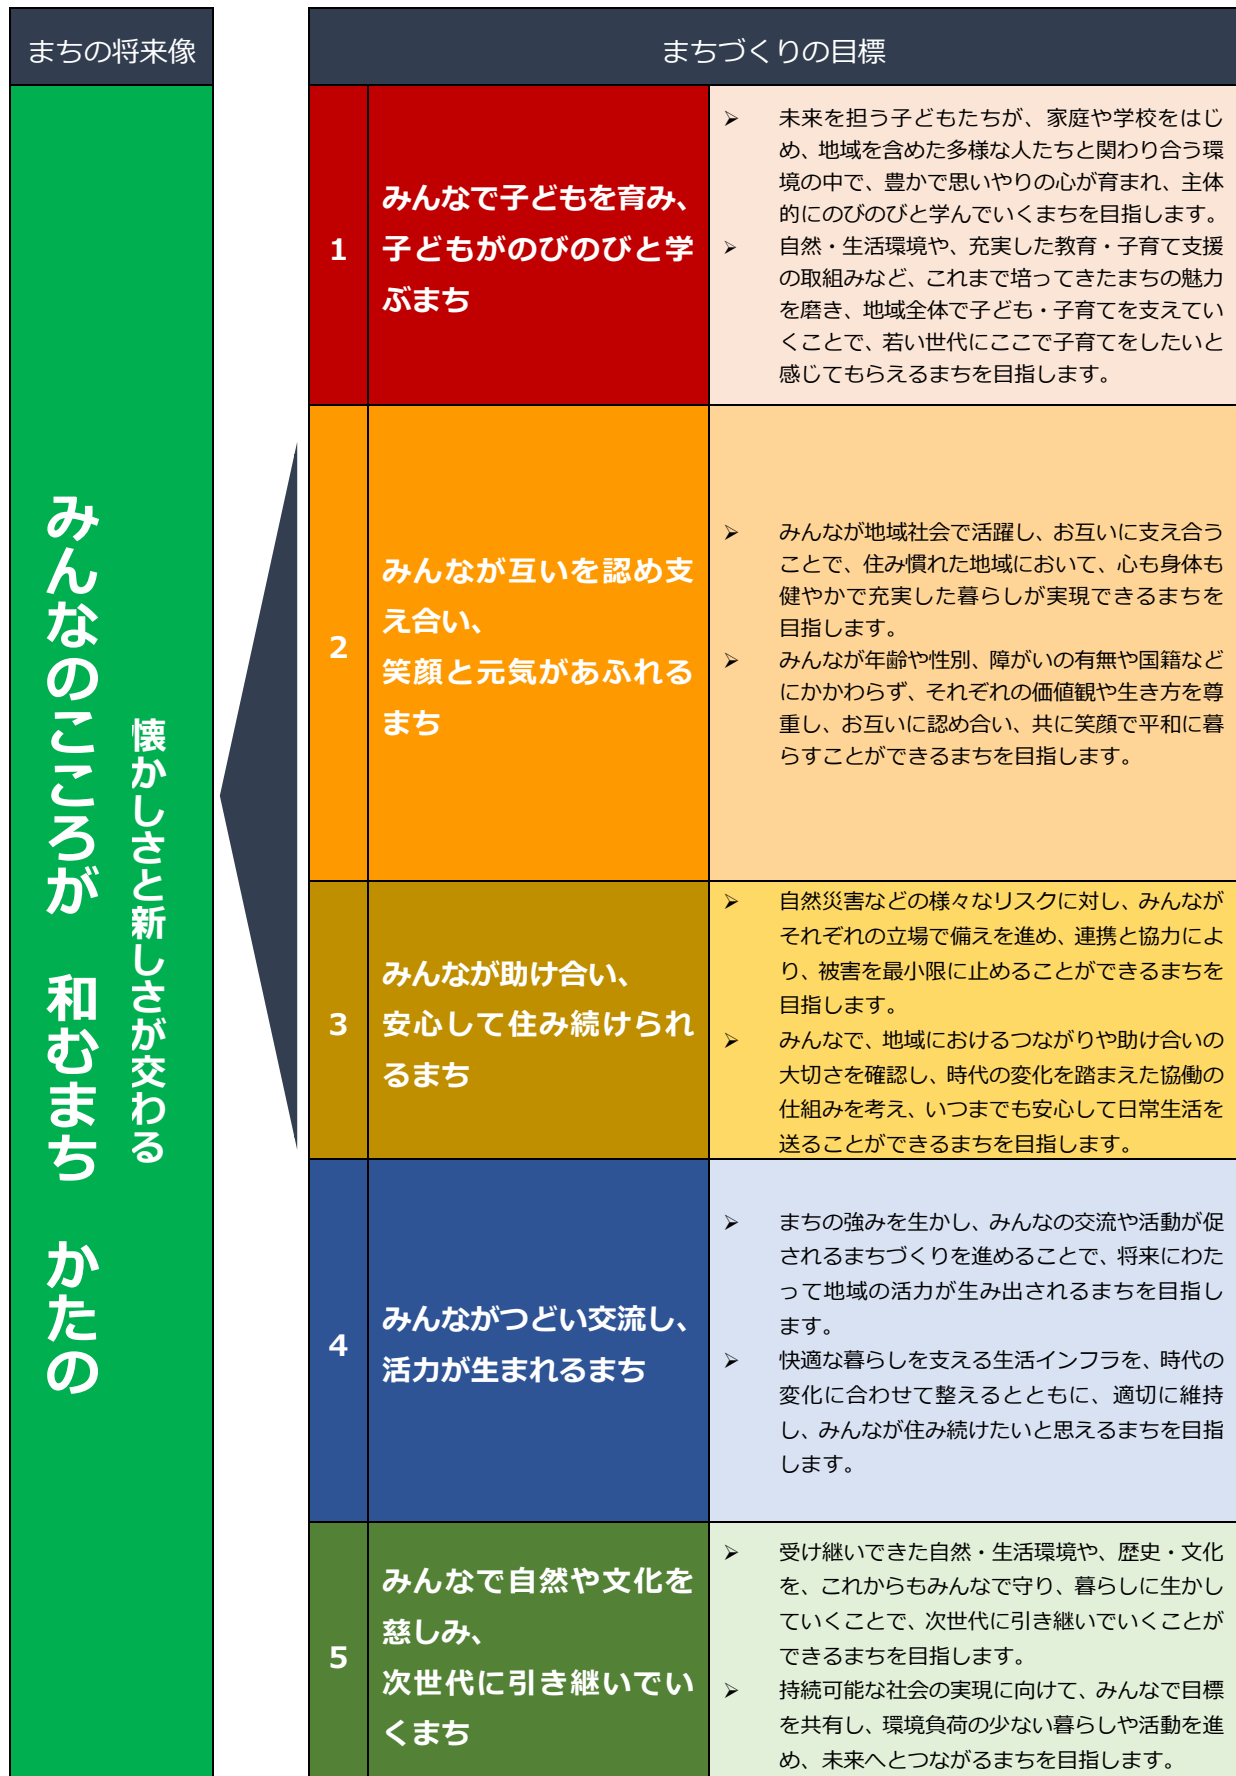 まちの将来像
懐かしさと新しさが交わる
みんなのこころが　和むまち　かたの
まちづくりの目標
1
みんなで子どもを育み、
子どもがのびのびと学
ぶまち
➢ 未来を担う子どもたちが、家庭や学校をはじ
め、地域を含めた多様な人たちと関わり合う環
境の中で、豊かで思いやりの心が育まれ、主体
的にのびのびと学んでいくまちを目指します。
➢ 自然・生活環境や、充実した教育・子育て支援
の取組みなど、これまで培ってきたまちの魅力
を磨き、地域全体で子ども・子育てを支えてい
くことで、若い世代にここで子育てをしたいと
感じてもらえるまちを目指します。
2
みんなが互いを認め支
え合い、
笑顔と元気があふれる
まち
➢ みんなが地域社会で活躍し、お互いに支え合う
ことで、住み慣れた地域において、心も身体も
健やかで充実した暮らしが実現できるまちを
目指します。
➢ みんなが年齢や性別、障がいの有無や国籍など
にかかわらず、それぞれの価値観や生き方を尊
重し、お互いに認め合い、共に笑顔で平和に暮
らすことができるまちを目指します。
3
みんなが助け合い、
安心して住み続けられ
るまち
➢ 自然災害などの様々なリスクに対し、みんなが
それぞれの立場で備えを進め、連携と協力によ
り、被害を最小限に止めることができるまちを
目指します。
➢ みんなで、地域におけるつながりや助け合いの
大切さを確認し、時代の変化を踏まえた協働の
仕組みを考え、いつまでも安心して日常生活を
送ることができるまちを目指します。
4
みんながつどい交流し、
活力が生まれるまち
➢ まちの強みを生かし、みんなの交流や活動が促
されるまちづくりを進めることで、将来にわた
って地域の活力が生み出されるまちを目指し
ます。
➢ 快適な暮らしを支える生活インフラを、時代の
変化に合わせて整えるとともに、適切に維持
し、みんなが住み続けたいと思えるまちを目指
します。
5
みんなで自然や文化を
慈しみ、
次世代に引き継いでい
くまち
➢ 受け継いできた自然・生活環境や、歴史・文化
を、これからもみんなで守り、暮らしに生かし
ていくことで、次世代に引き継いでいくことが
できるまちを目指します。
➢ 持続可能な社会の実現に向けて、みんなで目標
を共有し、環境負荷の少ない暮らしや活動を進
め、未来へとつながるまちを目指します。